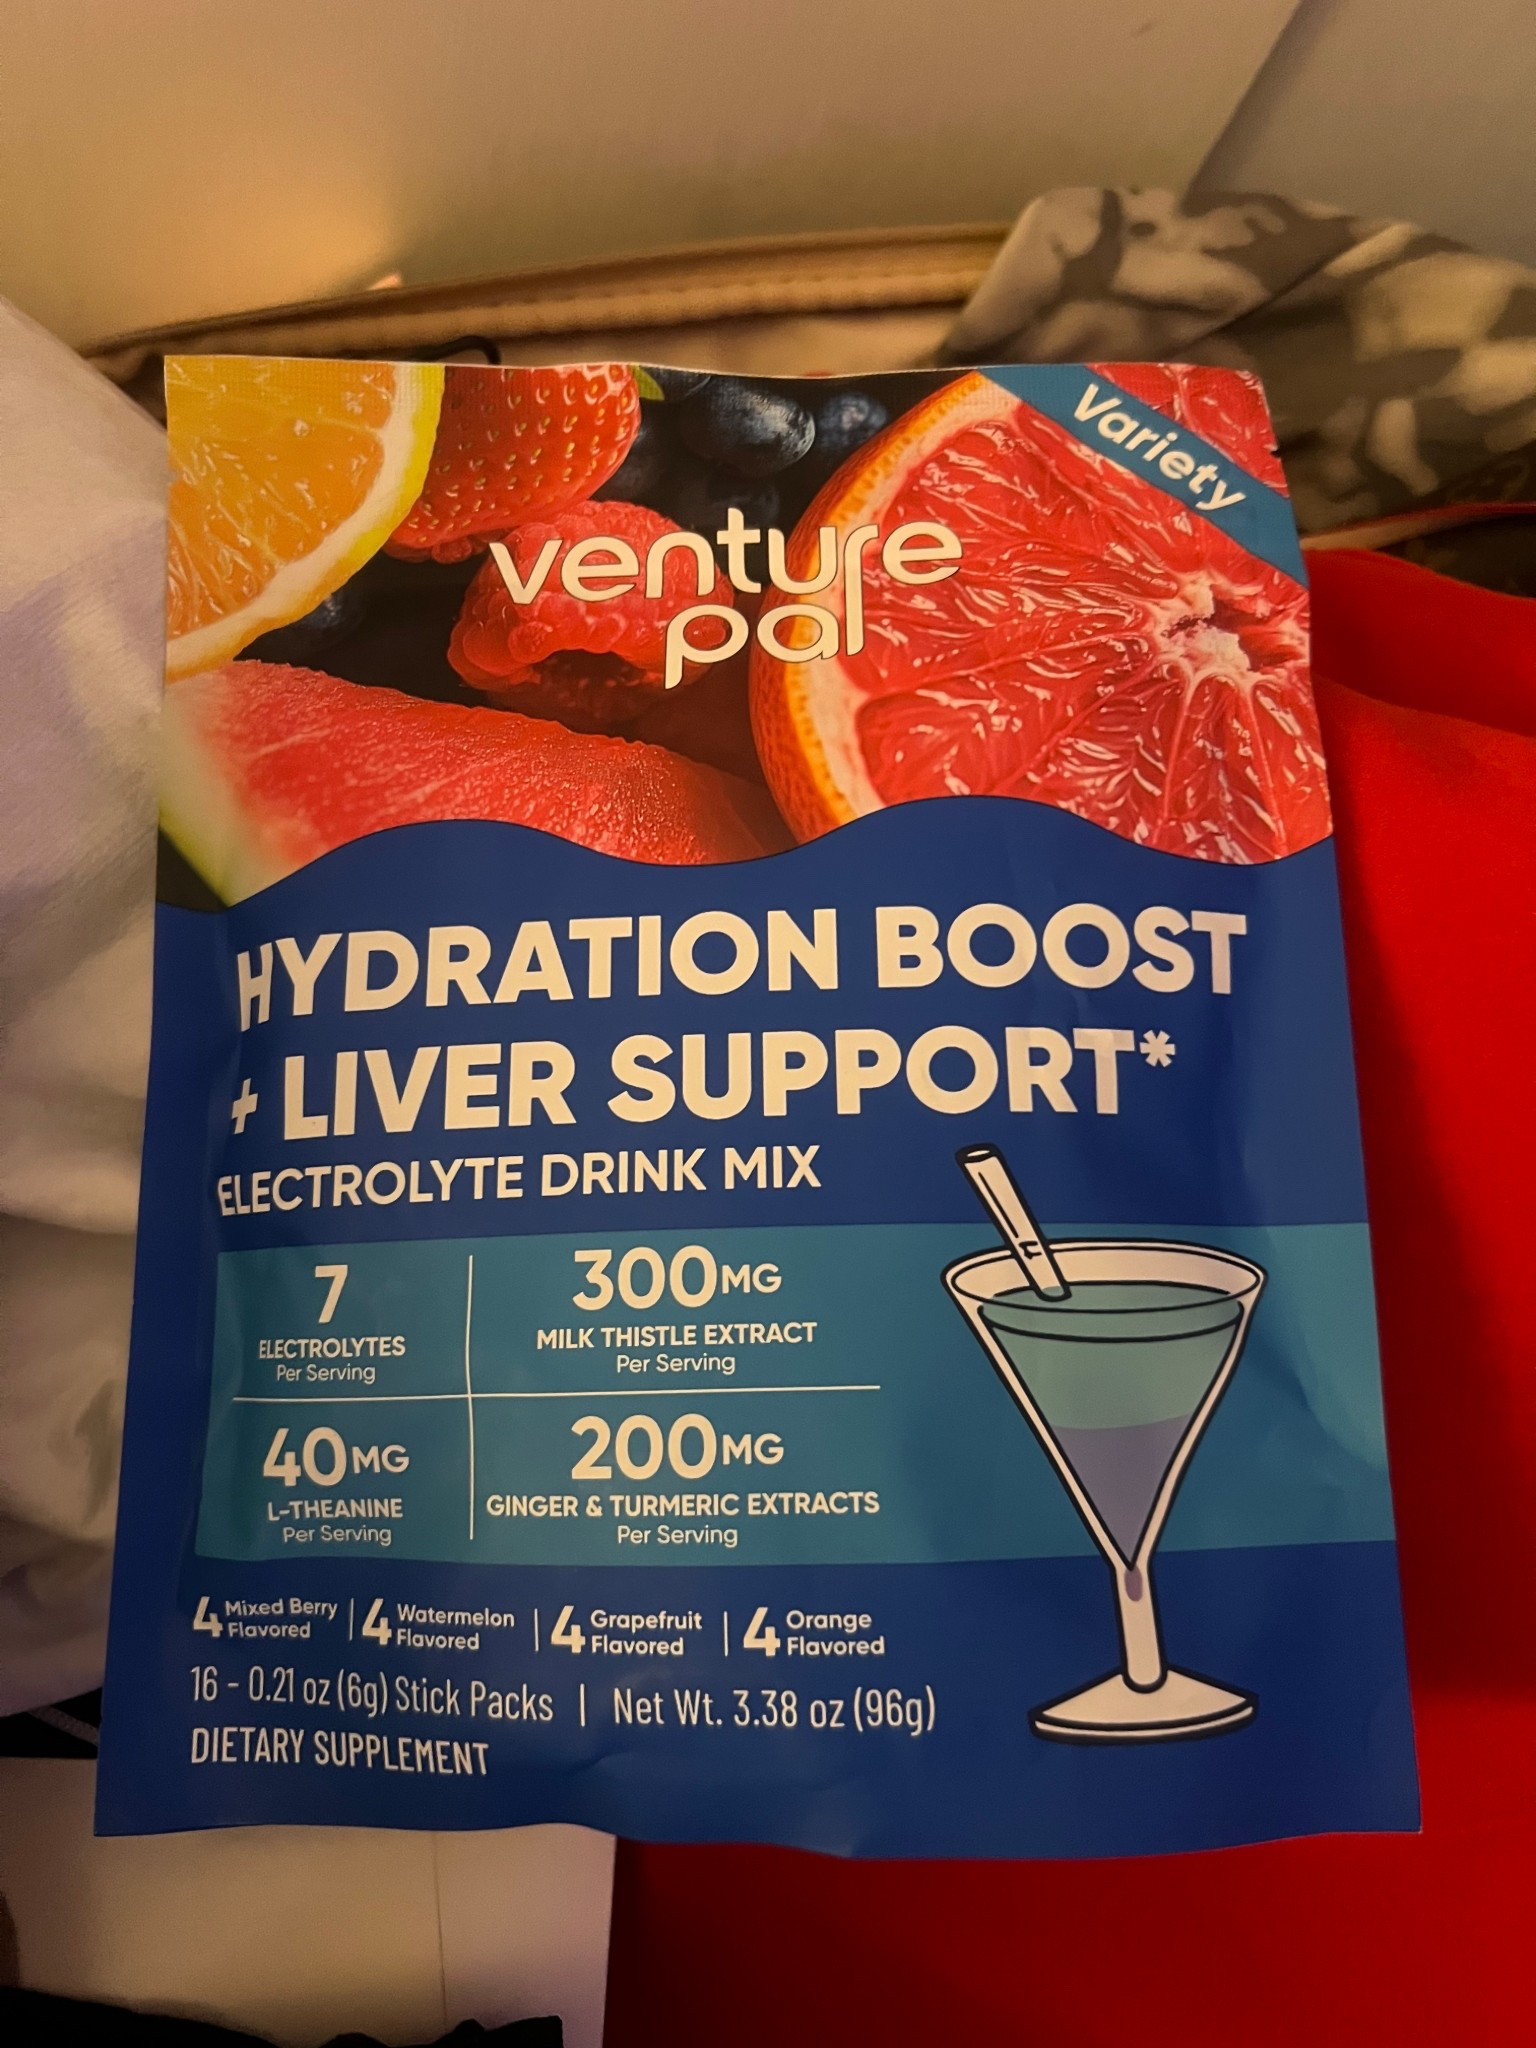 Variety
venture
pal
HYDRATION BOOST
+ LIVER SUPPORT*
ELECTROLYTE DRINK MIX
7
ELECTROLYTES
Per Serving
300MG
MILK THISTLE EXTRACT
Per Serving
40MG
L-THEANINE
Per Serving
200MG
GINGER & TURMERIC EXTRACTS
Per Serving
4 Mixed Berry Flavored | 4 Watermelon Flavored | 4 Grapefruit Flavored | 4 Orange Flavored
16 - 0.21 oz (6g) Stick Packs | Net Wt. 3.38 oz (96g)
DIETARY SUPPLEMENT